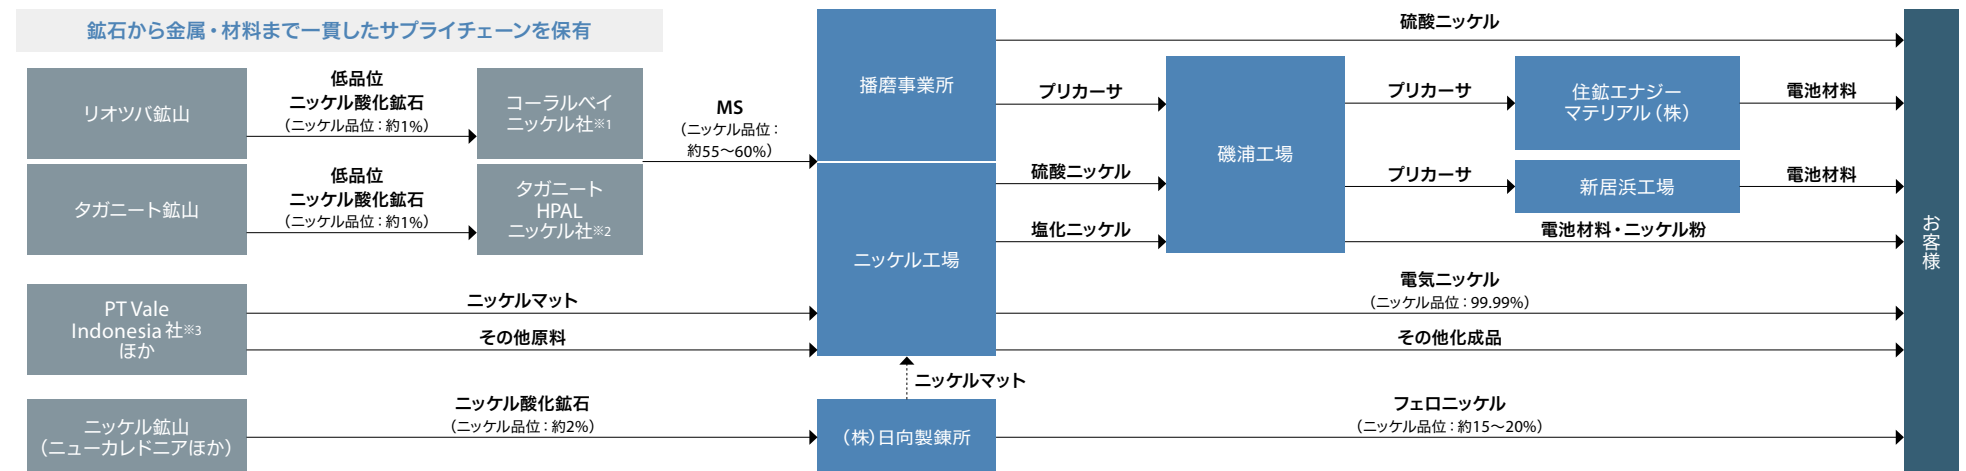 鉱石から金属・材料まで一貫したサプライチェーンを保有
リオツバ鉱山
低品位
ニッケル酸化鉱石
（ニッケル品位：約1%）
コーラルベイ
ニッケル社※1
タガニート鉱山
低品位
ニッケル酸化鉱石
（ニッケル品位：約1%）
タガニート
HPAL
ニッケル社※2
MS
（ニッケル品位：
約55〜60%）
PT Vale
Indonesia 社※3
ほか
ニッケルマット
その他原料
ニッケル鉱山
（ニューカレドニアほか）
ニッケル酸化鉱石
（ニッケル品位：約2%）
播磨事業所
ニッケル工場
ニッケルマット
（株）日向製錬所
硫酸ニッケル
プリカーサ
硫酸ニッケル
塩化ニッケル
磯浦工場
プリカーサ
住鉱エナジー
マテリアル（株）
電池材料
プリカーサ
新居浜工場
電池材料
電池材料・ニッケル粉
電気ニッケル
（ニッケル品位：99.99%）
その他化成品
フェロニッケル
（ニッケル品位：約15〜20%）
お客様